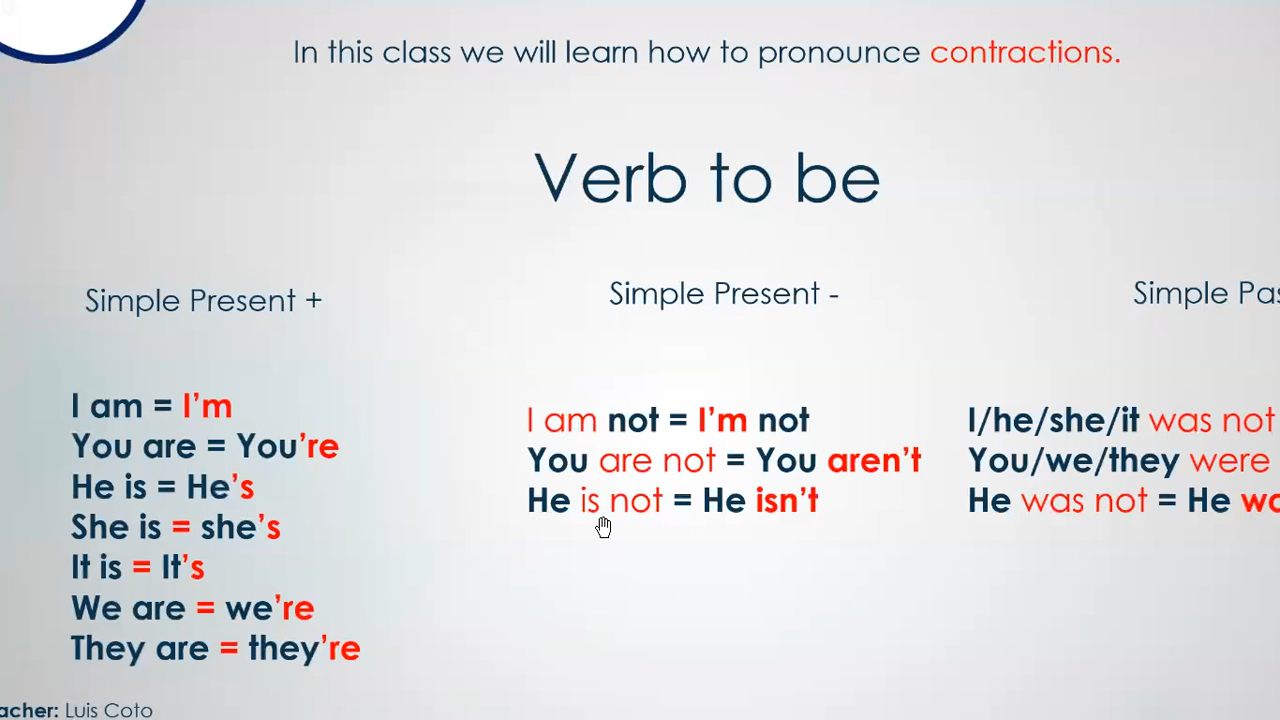 In this class we will learn how to pronounce contractions.
Verb to be
Simple Present +
I am = I'm
You are = You're
He is = He's
She is = she's
It is = It's
We are = we're
They are = they're
Simple Present -
I am not = I'm not
You are not = You aren't
He is not = He isn't
Simple
I/he/she/it was not
You/we/they were
He was not = He
Luis Coto